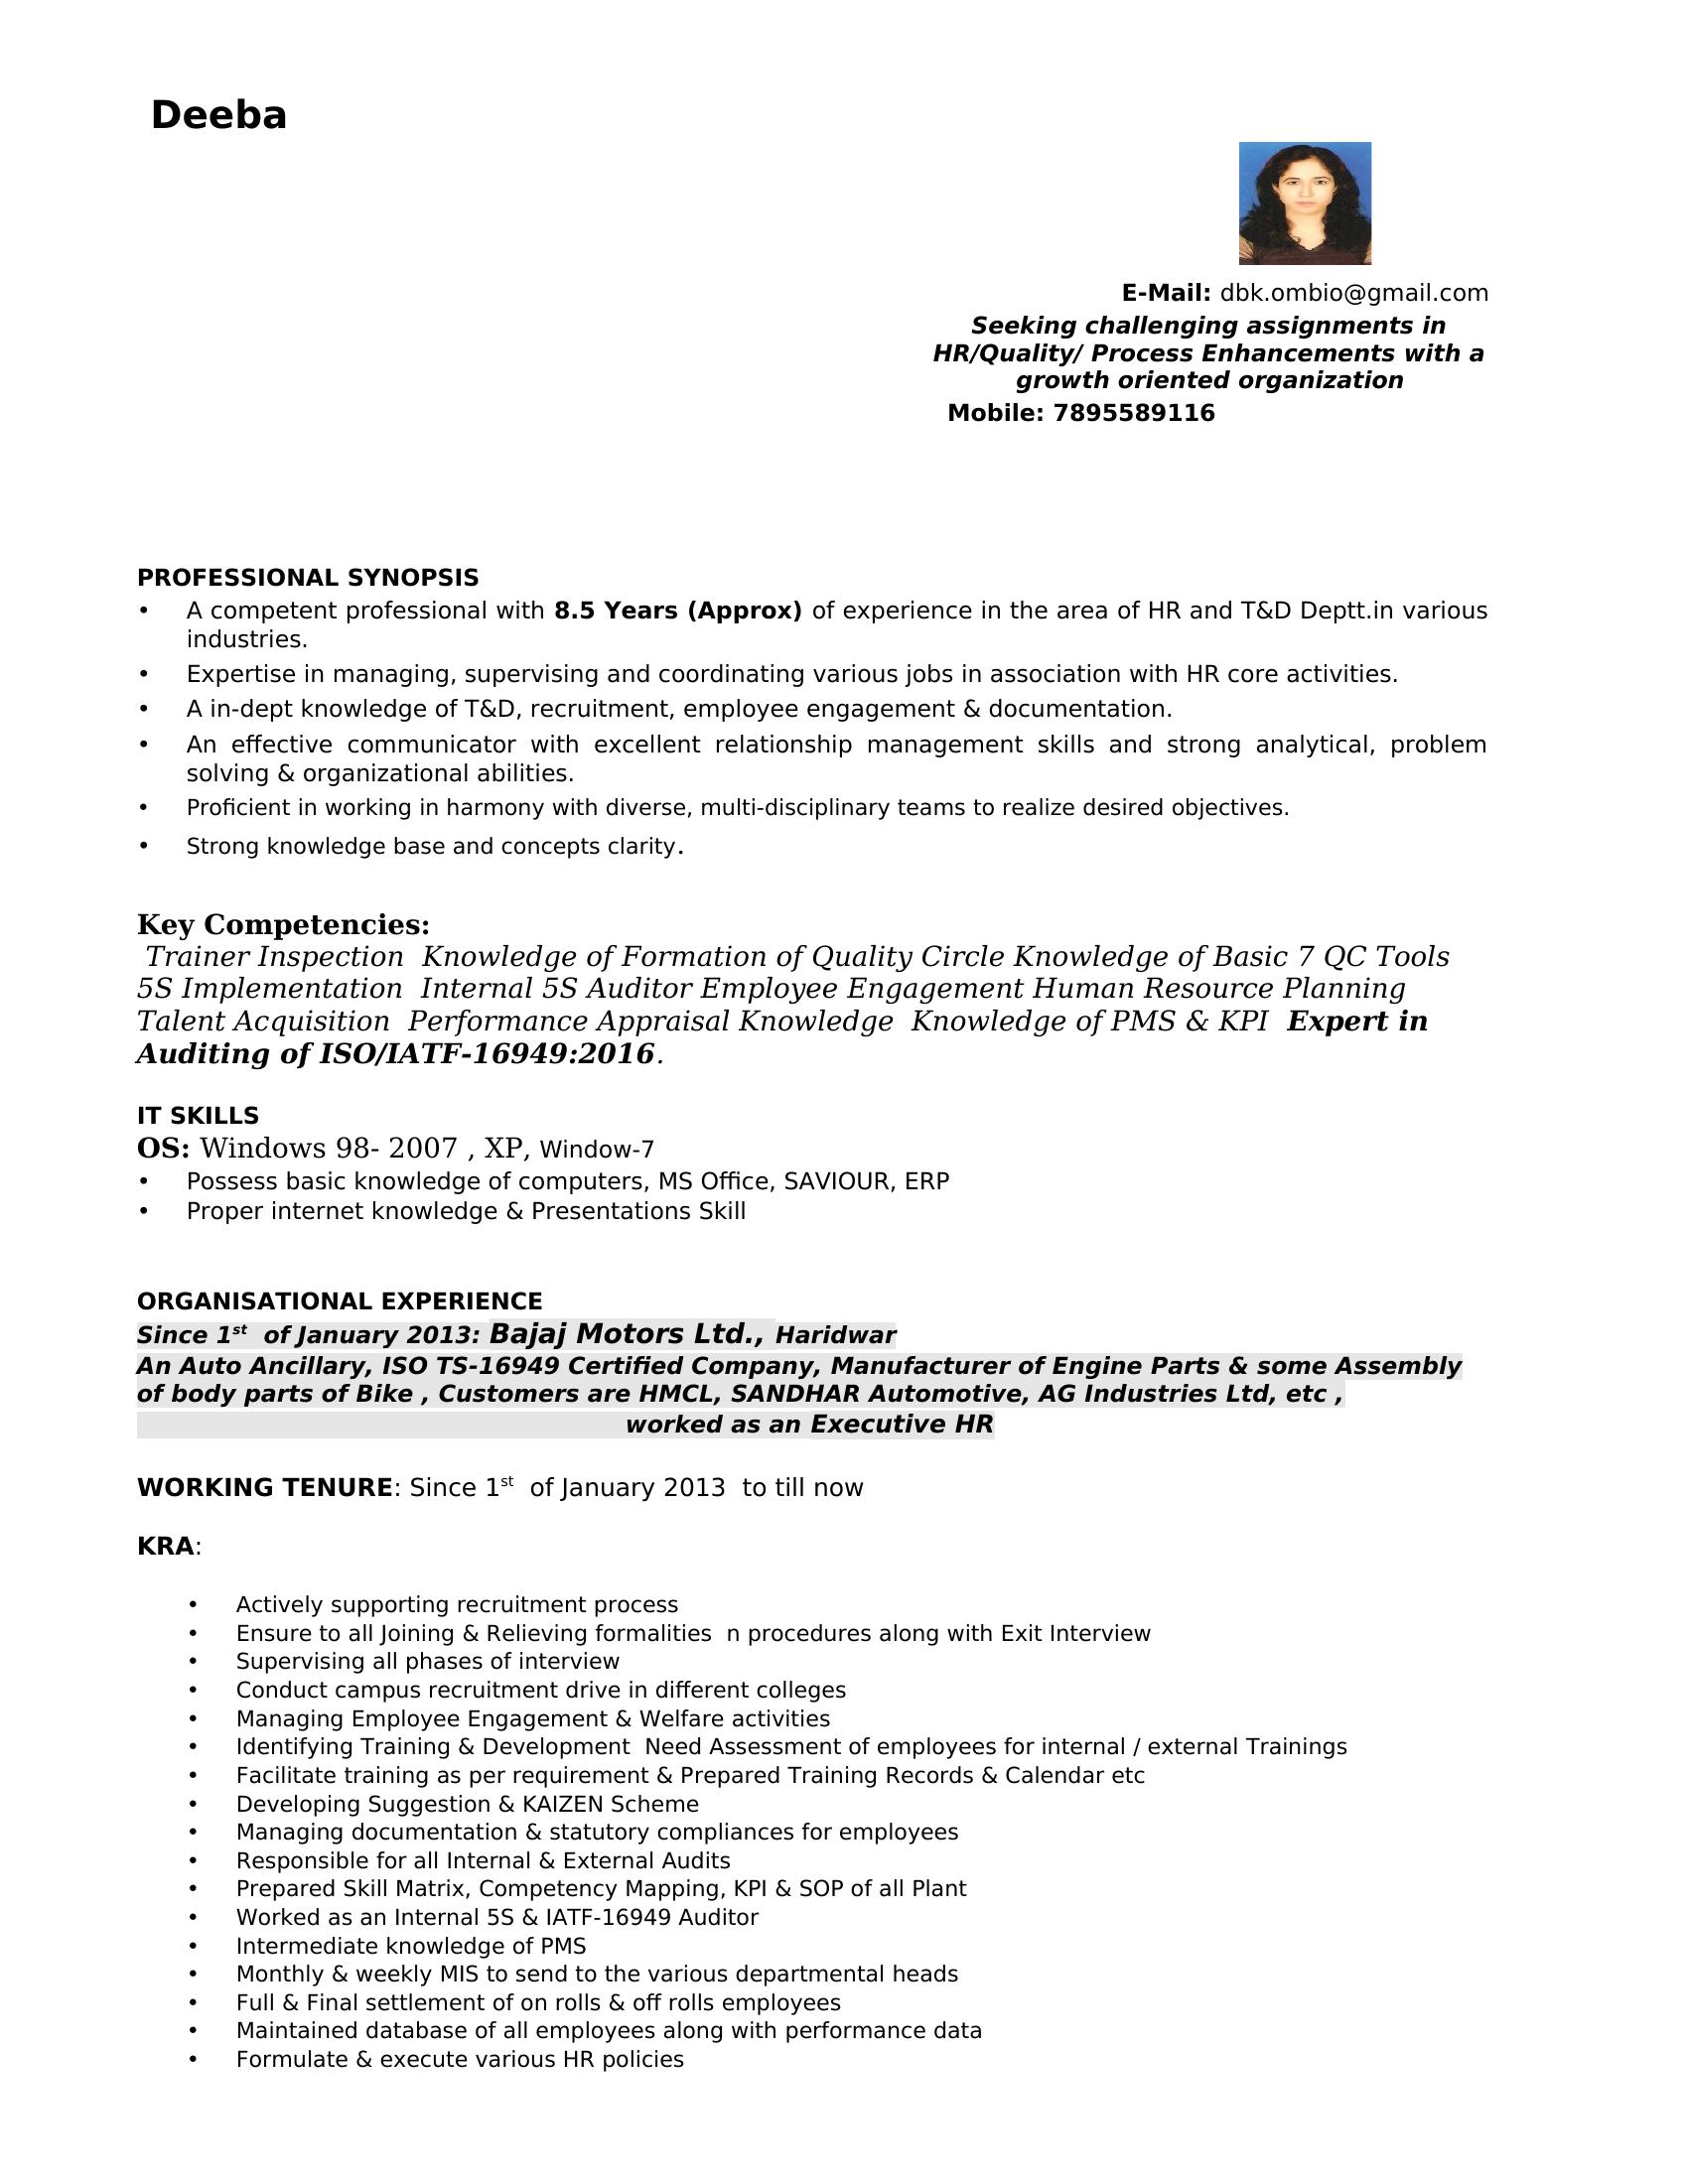 Deeba
E-Mail: dbk.ombio@gmail.com
Seeking challenging assignments in
HR/Quality/ Process Enhancements with a
growth oriented organization
Mobile: 7895589116
PROFESSIONAL SYNOPSIS
• A competent professional with 8.5 Years (Approx) of experience in the area of HR and T&D Deptt.in various
industries.
• Expertise in managing, supervising and coordinating various jobs in association with HR core activities.
• A in-dept knowledge of T&D, recruitment, employee engagement & documentation.
• An effective communicator with excellent relationship management skills and strong analytical, problem
solving & organizational abilities.
• Proficient in working in harmony with diverse, multi-disciplinary teams to realize desired objectives.
• Strong knowledge base and concepts clarity.
Key Competencies:
Trainer Inspection  Knowledge of Formation of Quality Circle Knowledge of Basic 7 QC Tools
5S Implementation  Internal 5S Auditor Employee Engagement Human Resource Planning
Talent Acquisition  Performance Appraisal Knowledge  Knowledge of PMS & KPI  Expert in
Auditing of ISO/IATF-16949:2016.
IT SKILLS
OS: Windows 98- 2007 , XP, Window-7
• Possess basic knowledge of computers, MS Office, SAVIOUR, ERP
• Proper internet knowledge & Presentations Skill
ORGANISATIONAL EXPERIENCE
Since 1st  of January 2013: Bajaj Motors Ltd., Haridwar
An Auto Ancillary, ISO TS-16949 Certified Company, Manufacturer of Engine Parts & some Assembly
of body parts of Bike , Customers are HMCL, SANDHAR Automotive, AG Industries Ltd, etc ,
worked as an Executive HR
WORKING TENURE: Since 1st  of January 2013  to till now
KRA:
• Actively supporting recruitment process
• Ensure to all Joining & Relieving formalities  n procedures along with Exit Interview
• Supervising all phases of interview
• Conduct campus recruitment drive in different colleges
• Managing Employee Engagement & Welfare activities
• Identifying Training & Development  Need Assessment of employees for internal / external Trainings
• Facilitate training as per requirement & Prepared Training Records & Calendar etc
• Developing Suggestion & KAIZEN Scheme
• Managing documentation & statutory compliances for employees
• Responsible for all Internal & External Audits
• Prepared Skill Matrix, Competency Mapping, KPI & SOP of all Plant
• Worked as an Internal 5S & IATF-16949 Auditor
• Intermediate knowledge of PMS
• Monthly & weekly MIS to send to the various departmental heads
• Full & Final settlement of on rolls & off rolls employees
• Maintained database of all employees along with performance data
• Formulate & execute various HR policies